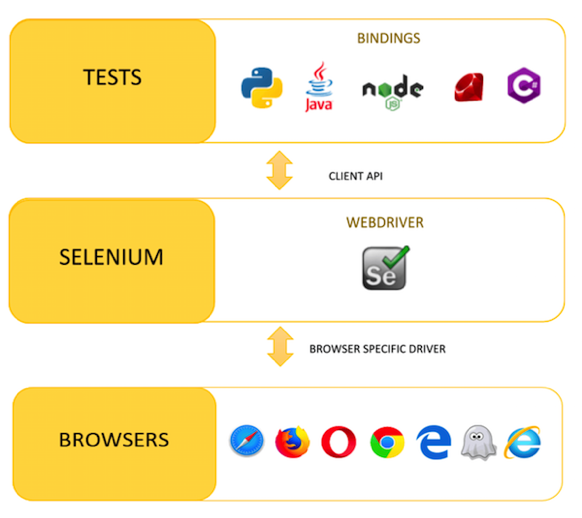 BINDINGS
TESTS
Java
node
JS
C#
CLIENT API
WEBDRIVER
SELENIUM
Se
BROWSER SPECIFIC DRIVER
BROWSERS